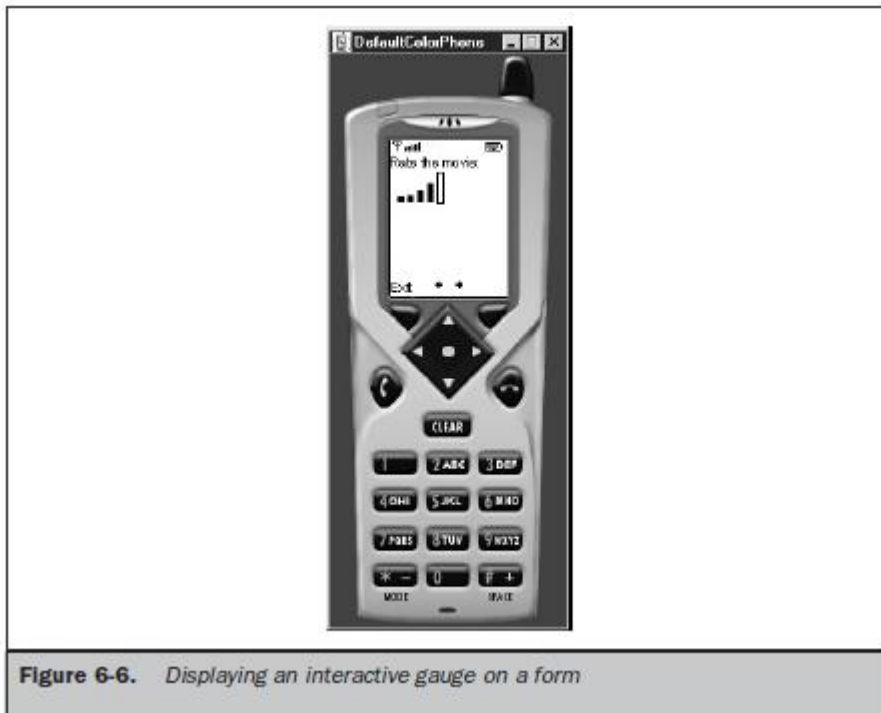 DefaultColorPhone
Rate the movie:
Exit
CLEAR
1
2 ABC
3 DEF
4 GHI
5 JKL
6 MNO
7 PQRS
8 TUV
9 WXYZ
* -
0
# +
MODE
SPACE
Figure 6-6. Displaying an interactive gauge on a form